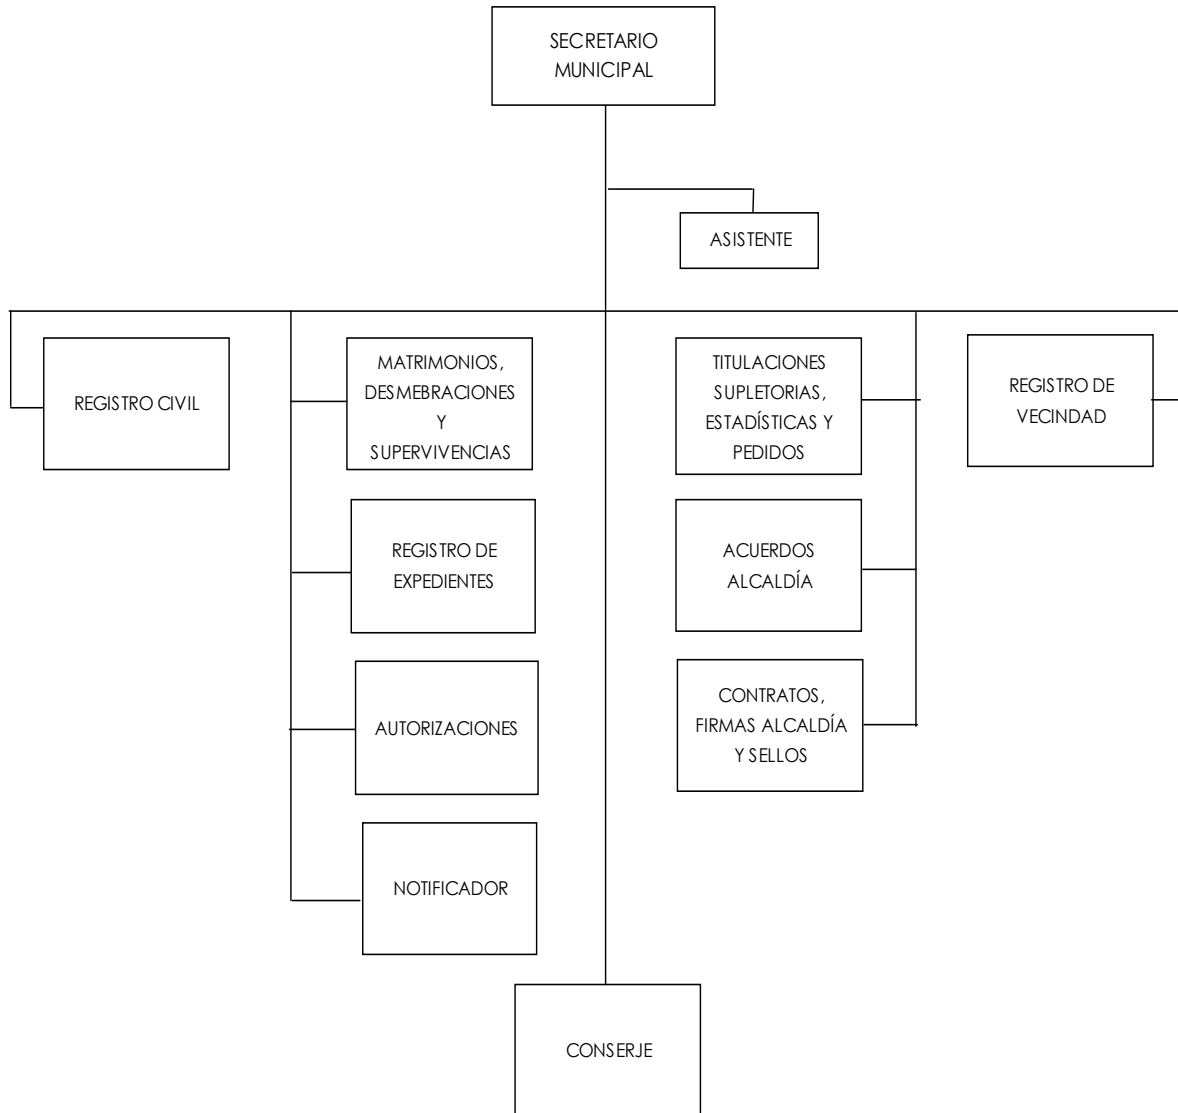 SECRETARIO
MUNICIPAL
ASISTENTE
REGISTRO CIVIL
MATRIMONIOS,
DESMEBRACIONES
Y
SUPERVIVENCIAS
TITULACIONES
SUPLETORIAS,
ESTADÍSTICAS Y
PEDIDOS
REGISTRO DE
VECINDAD
REGISTRO DE
EXPEDIENTES
ACUERDOS
ALCALDÍA
AUTORIZACIONES
CONTRATOS,
FIRMAS ALCALDÍA
Y SELLOS
NOTIFICADOR
CONSERJE